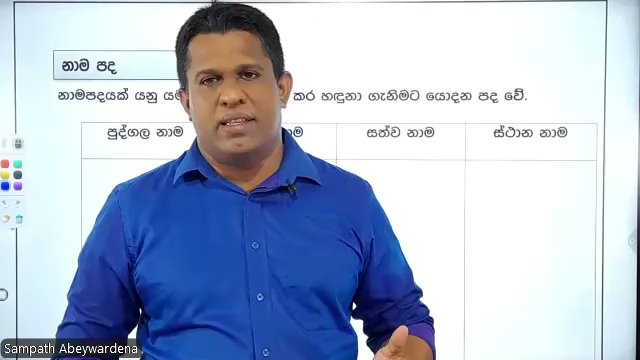 නාම පද
නාමපදයක් යනු කර හඳුනා ගැනීමට යොදන පද වේ.
පුද්ගල නාම සත්ව නාම ස්ථාන නාම
Sampath Abeywardena